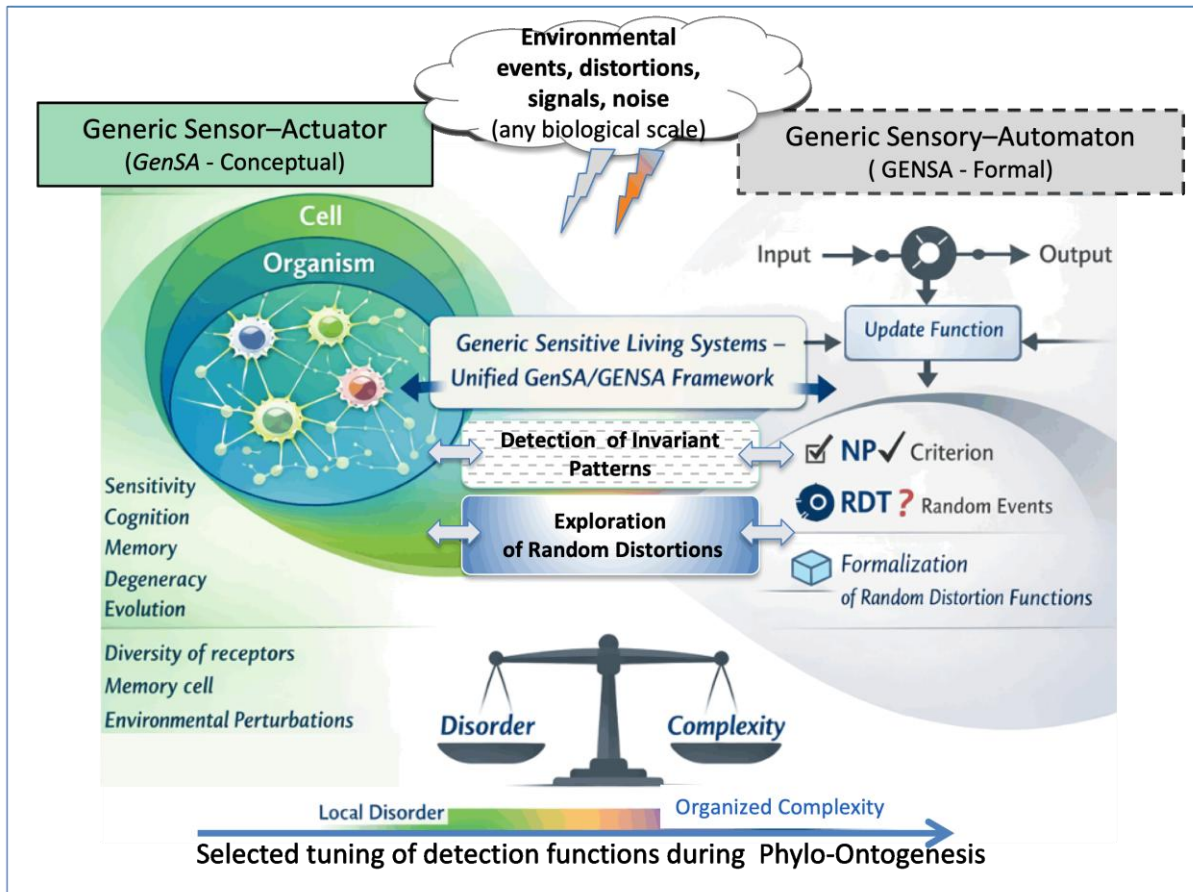 Environmental
events, distortions,
signals, noise
(any biological scale)
Generic Sensor–Actuator
(GenSA - Conceptual)
Generic Sensory–Automaton
( GENSA - Formal)
Cell
Organism
Input
Output
Update Function
Generic Sensitive Living Systems –
Unified GenSA/GENSA Framework
Detection of Invariant
Patterns
Exploration
of Random Distortions
NP✓ Criterion
RDT ? Random Events
Formalization
of Random Distortion Functions
Sensitivity
Cognition
Memory
Degeneracy
Evolution
Diversity of receptors
Memory cell
Environmental Perturbations
Disorder
Complexity
Local Disorder
Organized Complexity
Selected tuning of detection functions during Phylo-Ontogenesis